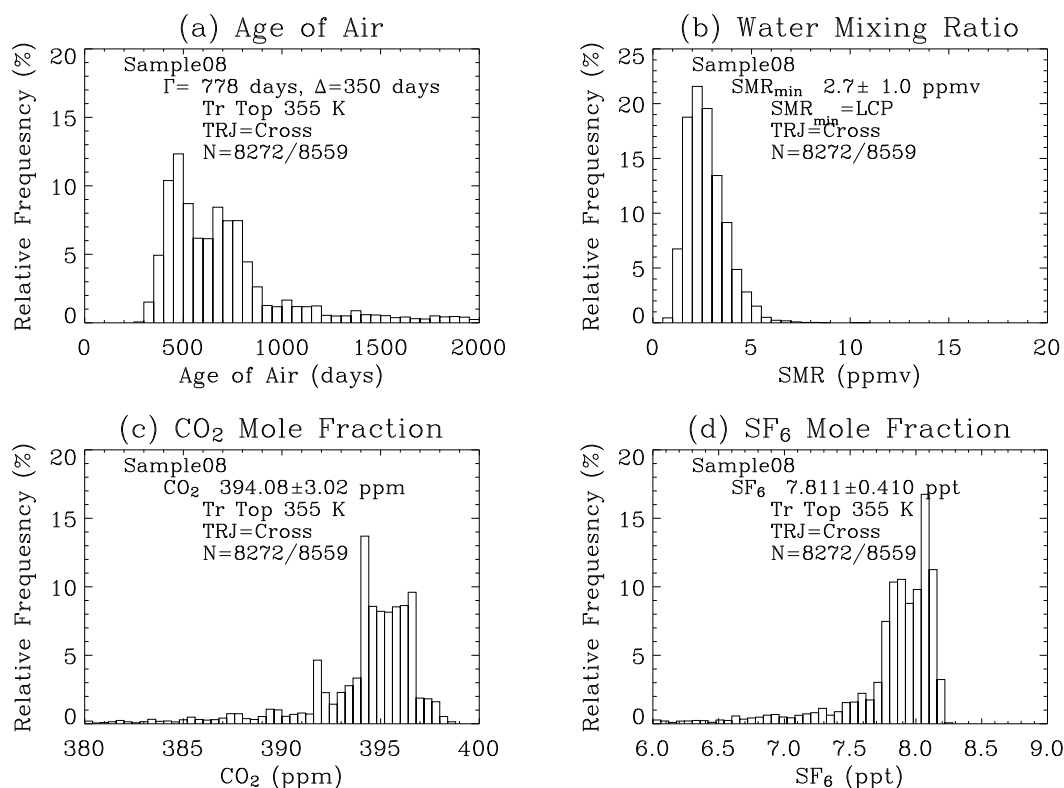 (a) Age of Air
Relative Frequesncy (%)
20
15
10
5
0
Sample08
Γ= 778 days, Δ=350 days
Tr Top 355 K
TRJ=Cross
N=8272/8559
0 500 1000 1500 2000
Age of Air (days)
(b) Water Mixing Ratio
Relative Frequesncy (%)
25
20
15
10
5
0
Sample08
SMRmin 2.7± 1.0 ppmv
SMRmin=LCP
TRJ=Cross
N=8272/8559
0 5 10 15 20
SMR (ppmv)
(c) CO₂ Mole Fraction
Relative Frequesncy (%)
20
15
10
5
0
Sample08
CO₂ 394.08±3.02 ppm
Tr Top 355 K
TRJ=Cross
N=8272/8559
380 385 390 395 400
CO₂ (ppm)
(d) SF₆ Mole Fraction
Relative Frequesncy (%)
20
15
10
5
0
Sample08
SF₆ 7.811±0.410 ppt
Tr Top 355 K
TRJ=Cross
N=8272/8559
6.0 6.5 7.0 7.5 8.0 8.5 9.0
SF₆ (ppt)